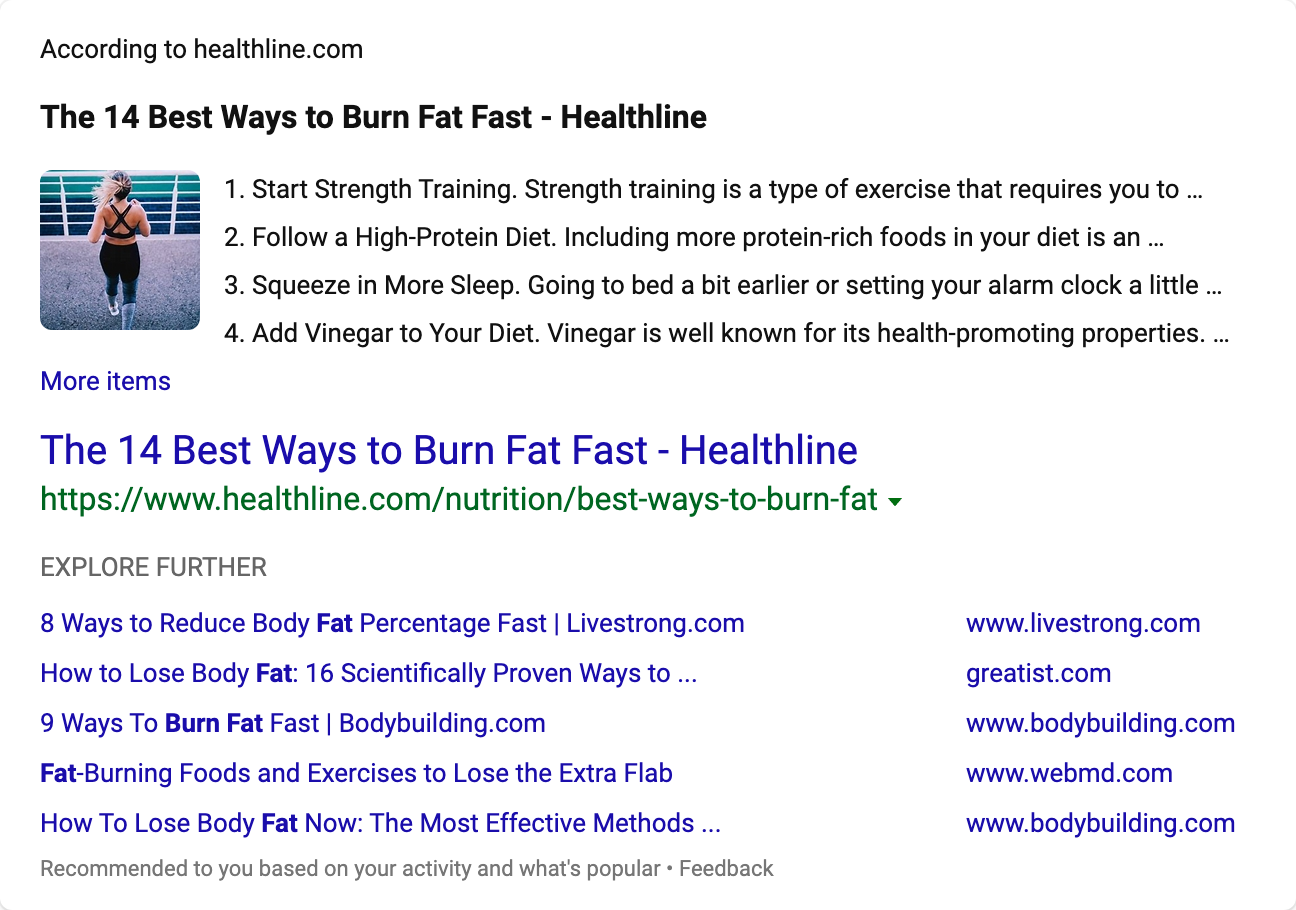 According to healthline.com
The 14 Best Ways to Burn Fat Fast - Healthline
1. Start Strength Training. Strength training is a type of exercise that requires you to ...
2. Follow a High-Protein Diet. Including more protein-rich foods in your diet is an ...
3. Squeeze in More Sleep. Going to bed a bit earlier or setting your alarm clock a little ...
4. Add Vinegar to Your Diet. Vinegar is well known for its health-promoting properties. ...
More items
The 14 Best Ways to Burn Fat Fast - Healthline
https://www.healthline.com/nutrition/best-ways-to-burn-fat
EXPLORE FURTHER
8 Ways to Reduce Body Fat Percentage Fast | Livestrong.com www.livestrong.com
How to Lose Body Fat: 16 Scientifically Proven Ways to ... greatist.com
9 Ways To Burn Fat Fast | Bodybuilding.com www.bodybuilding.com
Fat-Burning Foods and Exercises to Lose the Extra Flab www.webmd.com
How To Lose Body Fat Now: The Most Effective Methods ... www.bodybuilding.com
Recommended to you based on your activity and what's popular • Feedback